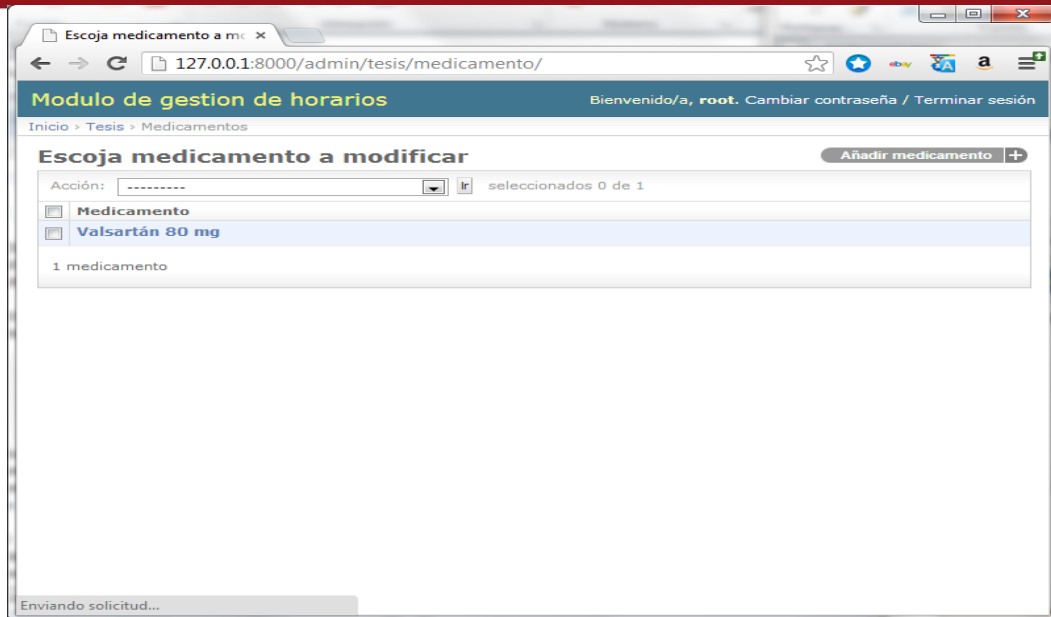 Escoja medicamento a mo
127.0.0.1:8000/admin/tesis/medicamento/
ebay
a
Modulo de gestion de horarios
Bienvenido/a, root. Cambiar contraseña / Terminar sesión
Inicio › Tesis › Medicamentos
Escoja medicamento a modificar
Añadir medicamento +
Acción: --------- Ir seleccionados 0 de 1
Medicamento
Valsartán 80 mg
1 medicamento
Enviando solicitud...